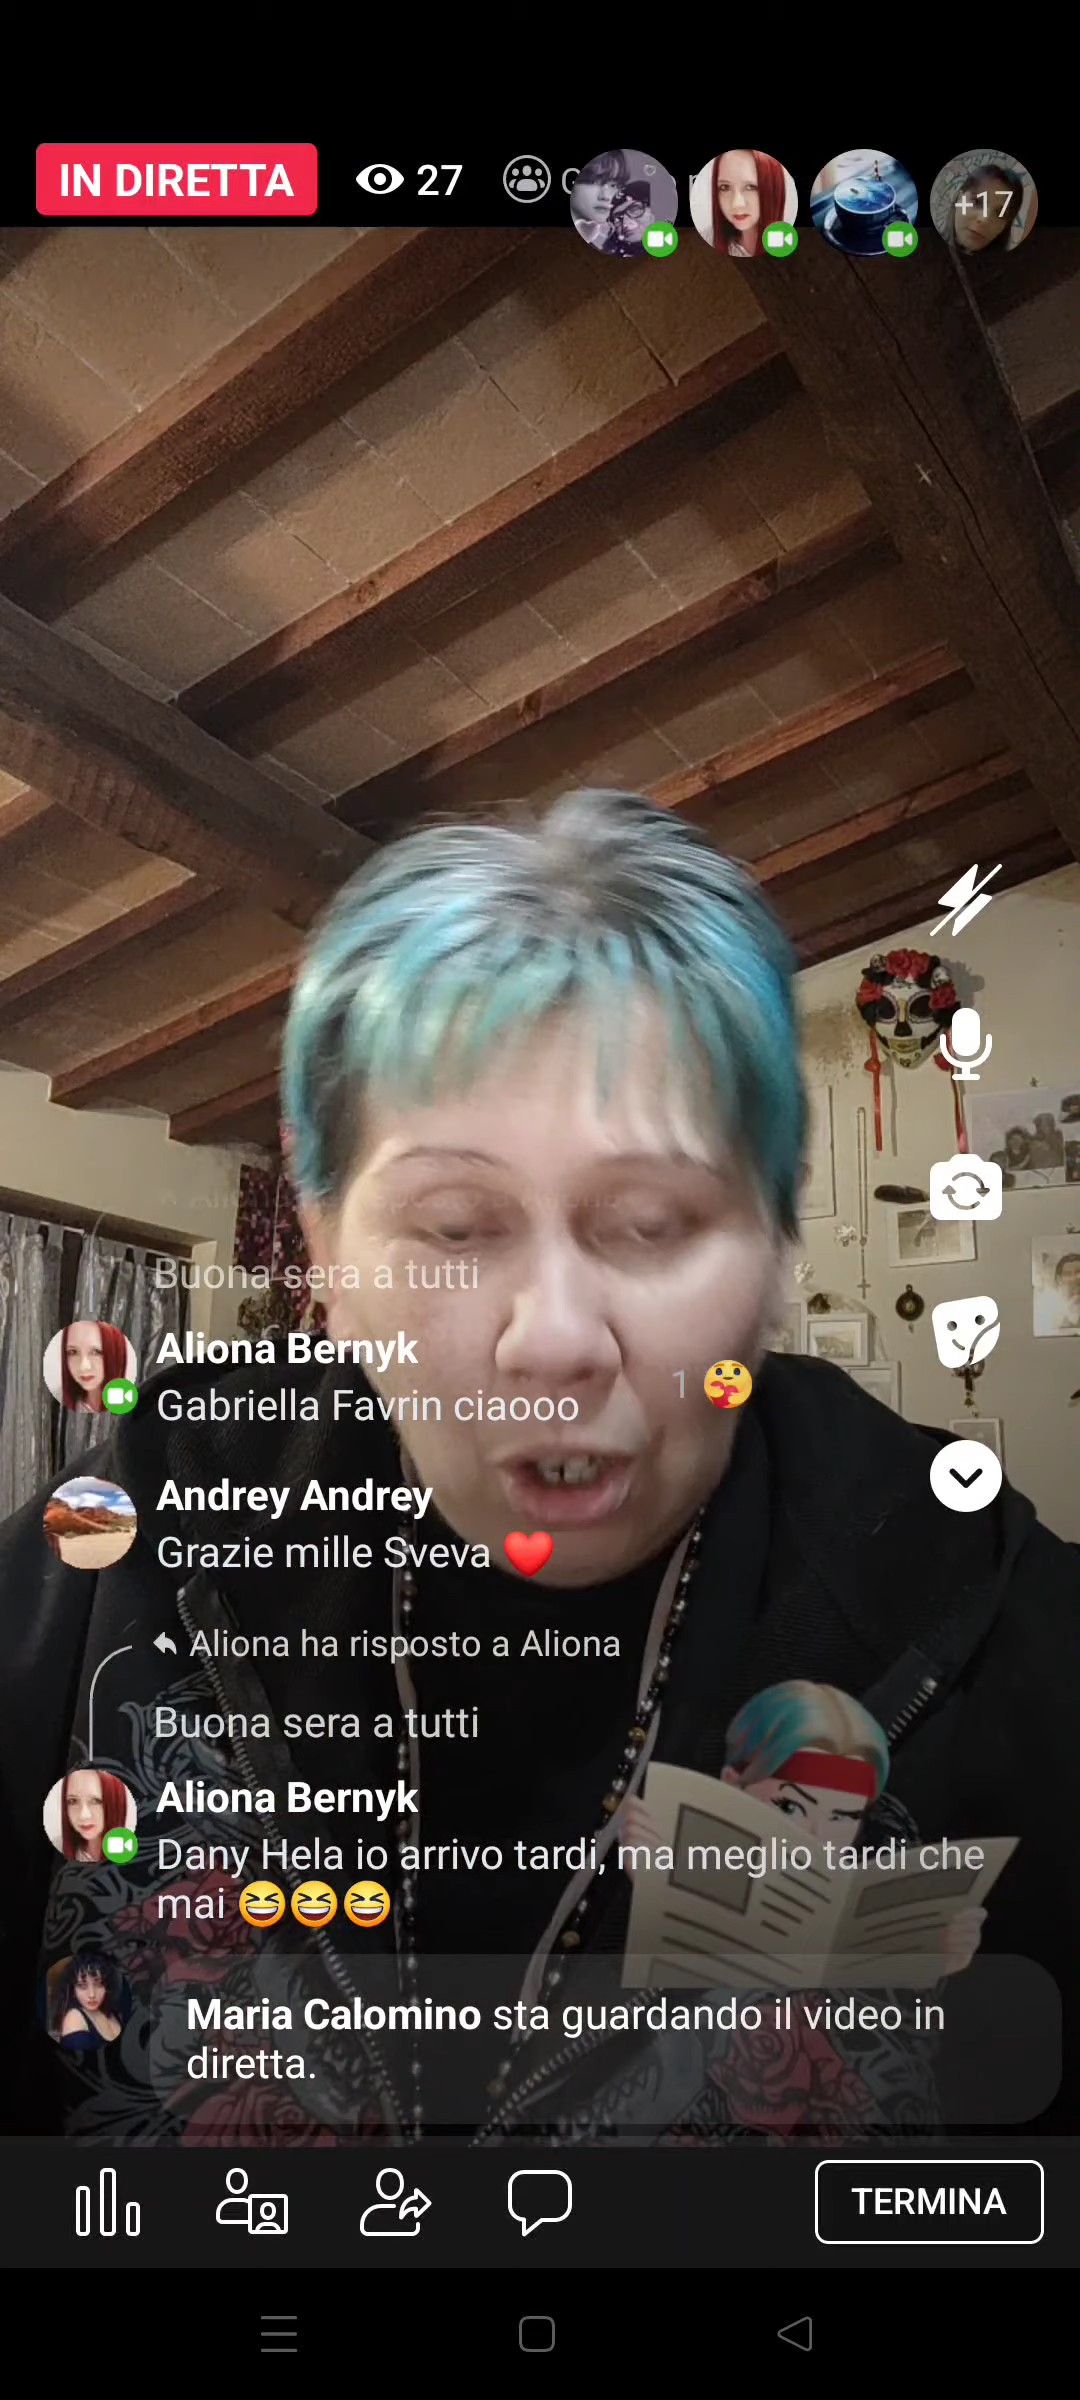 IN DIRETTA
27
+17
Buona sera a tutti
Aliona Bernyk
Gabriella Favrin ciaooo
1
Andrey Andrey
Grazie mille Sveva ❤️
Aliona ha risposto a Aliona
Buona sera a tutti
Aliona Bernyk
Dany Hela io arrivo tardi, ma meglio tardi che
mai 😆😆😆
Maria Calomino sta guardando il video in
diretta.
TERMINA